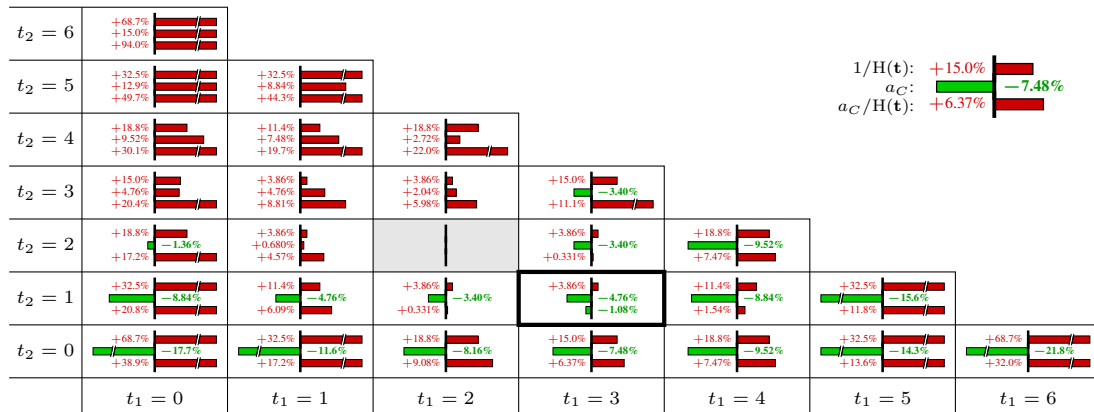 t₂ = 6 +68.7%
+15.0%
+94.0%
t₂ = 5 +32.5% +32.5%
+12.9% +8.84%
+49.7% +44.3%
1/H(t): +15.0%
a_C: −7.48%
a_C/H(t): +6.37%
t₂ = 4 +18.8% +11.4% +18.8%
+9.52% +7.48% +2.72%
+30.1% +19.7% +22.0%
t₂ = 3 +15.0% +3.86% +3.86% +15.0%
+4.76% +4.76% +2.04% −3.40%
+20.4% +8.81% +5.98% +11.1%
t₂ = 2 +18.8% +3.86% +3.86% +18.8%
−1.36% +0.680% −3.40% −9.52%
+17.2% +4.57% +0.331% +7.47%
t₂ = 1 +32.5% +11.4% +3.86% +3.86% +11.4% +32.5%
−8.84% −4.76% −3.40% −4.76% −8.84% −15.6%
+20.8% +6.09% +0.331% −1.08% +1.54% +11.8%
t₂ = 0 +68.7% +32.5% +18.8% +15.0% +18.8% +32.5% +68.7%
−17.7% −11.6% −8.16% −7.48% −9.52% −14.3% −21.8%
+38.9% +17.2% +9.08% +6.37% +7.47% +13.6% +32.0%
t₁ = 0 t₁ = 1 t₁ = 2 t₁ = 3 t₁ = 4 t₁ = 5 t₁ = 6